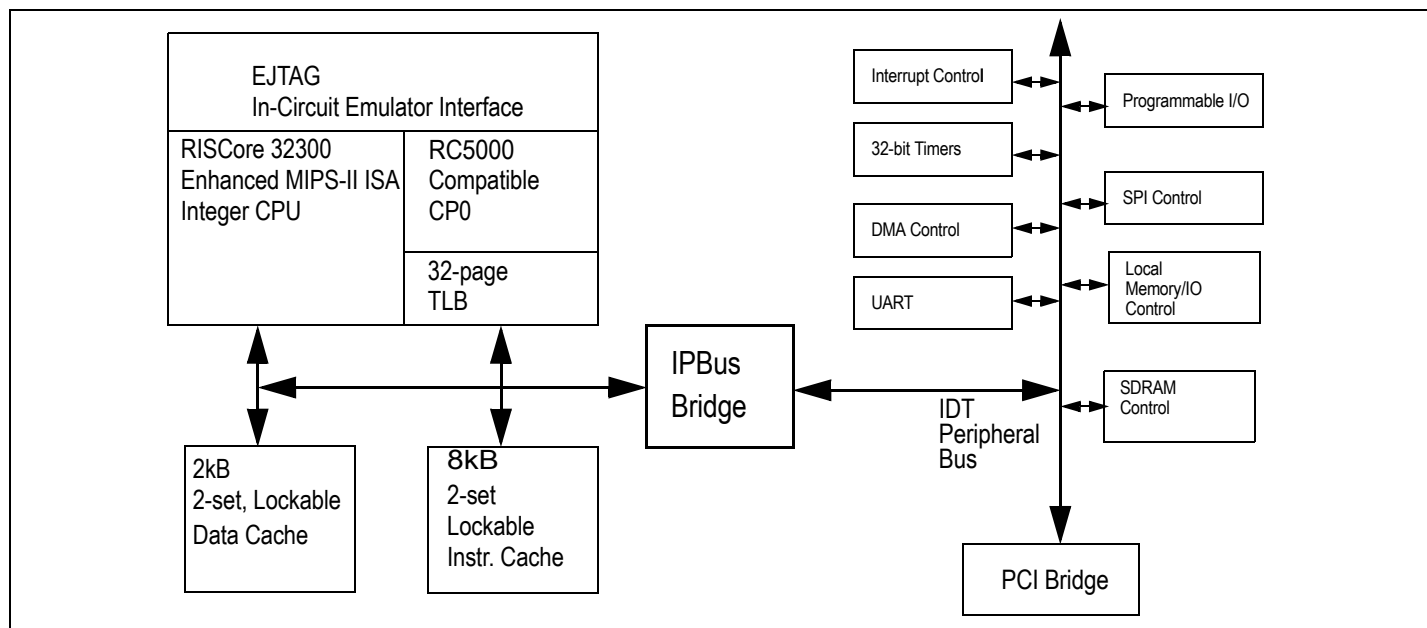 EJTAG
In-Circuit Emulator Interface
RISCore 32300
Enhanced MIPS-II ISA
Integer CPU
RC5000
Compatible
CP0
32-page
TLB
2kB
2-set, Lockable
Data Cache
8kB
2-set
Lockable
Instr. Cache
IPBus
Bridge
IDT
Peripheral
Bus
Interrupt Control
32-bit Timers
DMA Control
UART
Programmable I/O
SPI Control
Local
Memory/IO
Control
SDRAM
Control
PCI Bridge